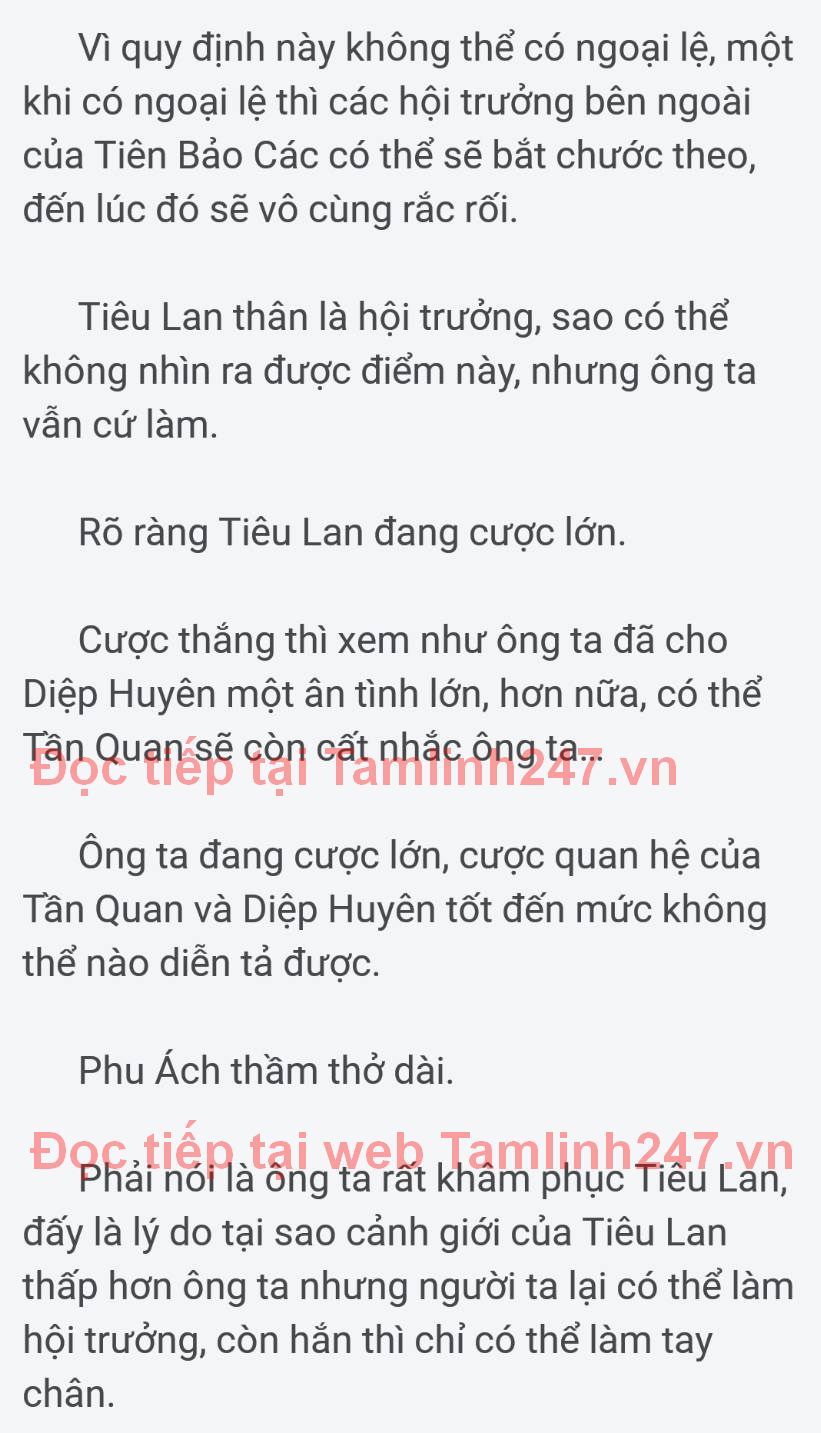 Vì quy định này không thể có ngoại lệ, một
khi có ngoại lệ thì các hội trưởng bên ngoài
của Tiên Bảo Các có thể sẽ bắt chước theo,
đến lúc đó sẽ vô cùng rắc rối.
Tiêu Lan thân là hội trưởng, sao có thể
không nhìn ra được điểm này, nhưng ông ta
vẫn cứ làm.
Rõ ràng Tiêu Lan đang cược lớn.
Cược thắng thì xem như ông ta đã cho
Diệp Huyên một ân tình lớn, hơn nữa, có thể
Tần Quan sẽ còn cất nhắc ông ta...
Đọc tiếp tại Tamlinh247.vn
Ông ta đang cược lớn, cược quan hệ của
Tần Quan và Diệp Huyên tốt đến mức không
thể nào diễn tả được.
Phu Ách thầm thở dài.
Đọc tiếp tại web Tamlinh247.vn
Phải nói là ông ta rất khâm phục Tiêu Lan,
đấy là lý do tại sao cảnh giới của Tiêu Lan
thấp hơn ông ta nhưng người ta lại có thể làm
hội trưởng, còn hắn thì chỉ có thể làm tay
chân.